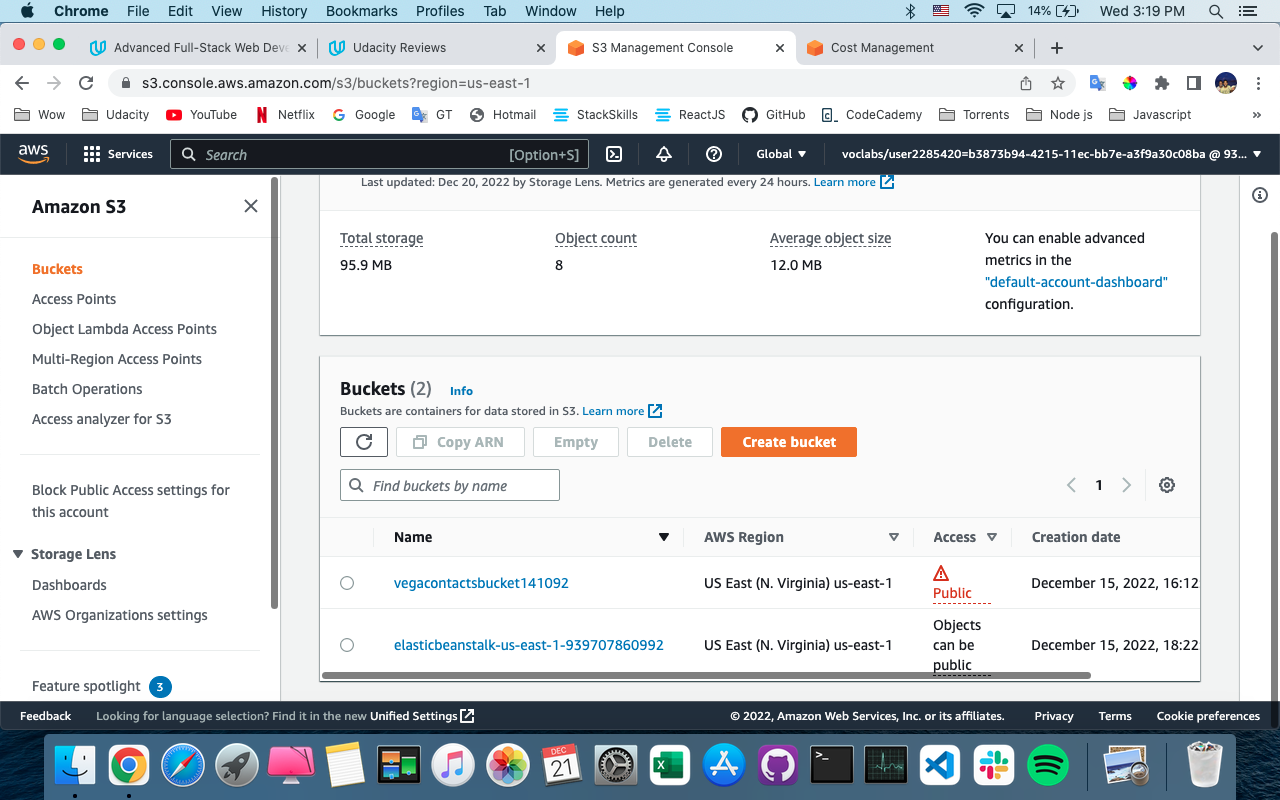 Chrome File Edit View History Bookmarks Profiles Tab Window Help 14% Wed 3:19 PM
Advanced Full-Stack Web Deve Udacity Reviews S3 Management Console Cost Management
s3.console.aws.amazon.com/s3/buckets?region=us-east-1
Wow Udacity YouTube Netflix Google GT Hotmail StackSkills ReactJS GitHub CodeCademy Torrents Node js Javascript »
aws Services Search [Option+S] Global voclabs/user2285420=b3873b94-4215-11ec-bb7e-a3f9a30c08ba @ 93...
Amazon S3
Buckets
Access Points
Object Lambda Access Points
Multi-Region Access Points
Batch Operations
Access analyzer for S3
Block Public Access settings for
this account
Storage Lens
Dashboards
AWS Organizations settings
Feature spotlight 3
Last updated: Dec 20, 2022 by Storage Lens. Metrics are generated every 24 hours. Learn more
Total storage
95.9 MB
Object count
8
Average object size
12.0 MB
You can enable advanced
metrics in the
"default-account-dashboard"
configuration.
Buckets (2) Info
Buckets are containers for data stored in S3. Learn more
Copy ARN Empty Delete Create bucket
Find buckets by name 1
Name AWS Region Access Creation date
vegacontactsbucket141092 US East (N. Virginia) us-east-1 Public December 15, 2022, 16:12
elasticbeanstalk-us-east-1-939707860992 US East (N. Virginia) us-east-1 Objects
can be
public
December 15, 2022, 18:22
Feedback Looking for language selection? Find it in the new Unified Settings © 2022, Amazon Web Services, Inc. or its affiliates. Privacy Terms Cookie preferences
DEC
21